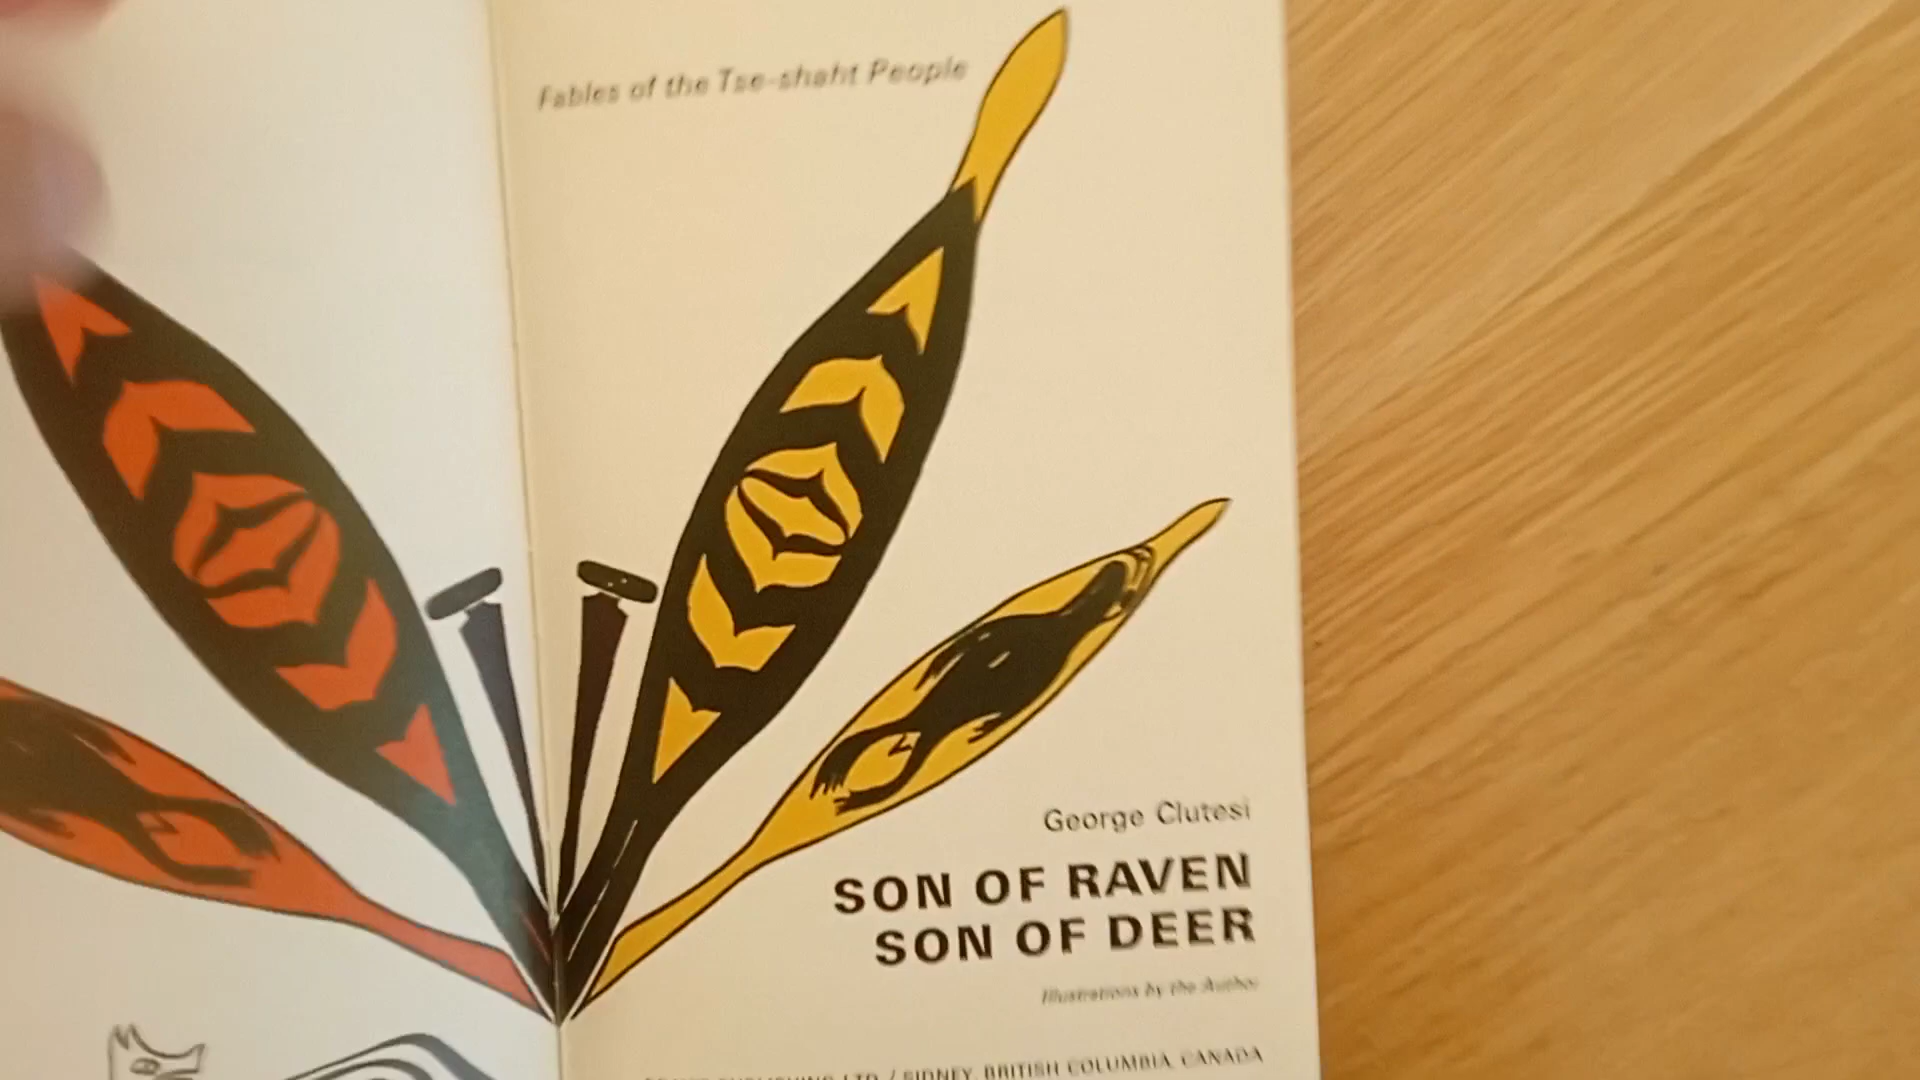 Fables of the Tse-shaht People
George Clutesi
SON OF RAVEN
SON OF DEER
Illustrations by the Author
PUBLISHING LTD. / SIDNEY, BRITISH COLUMBIA, CANADA